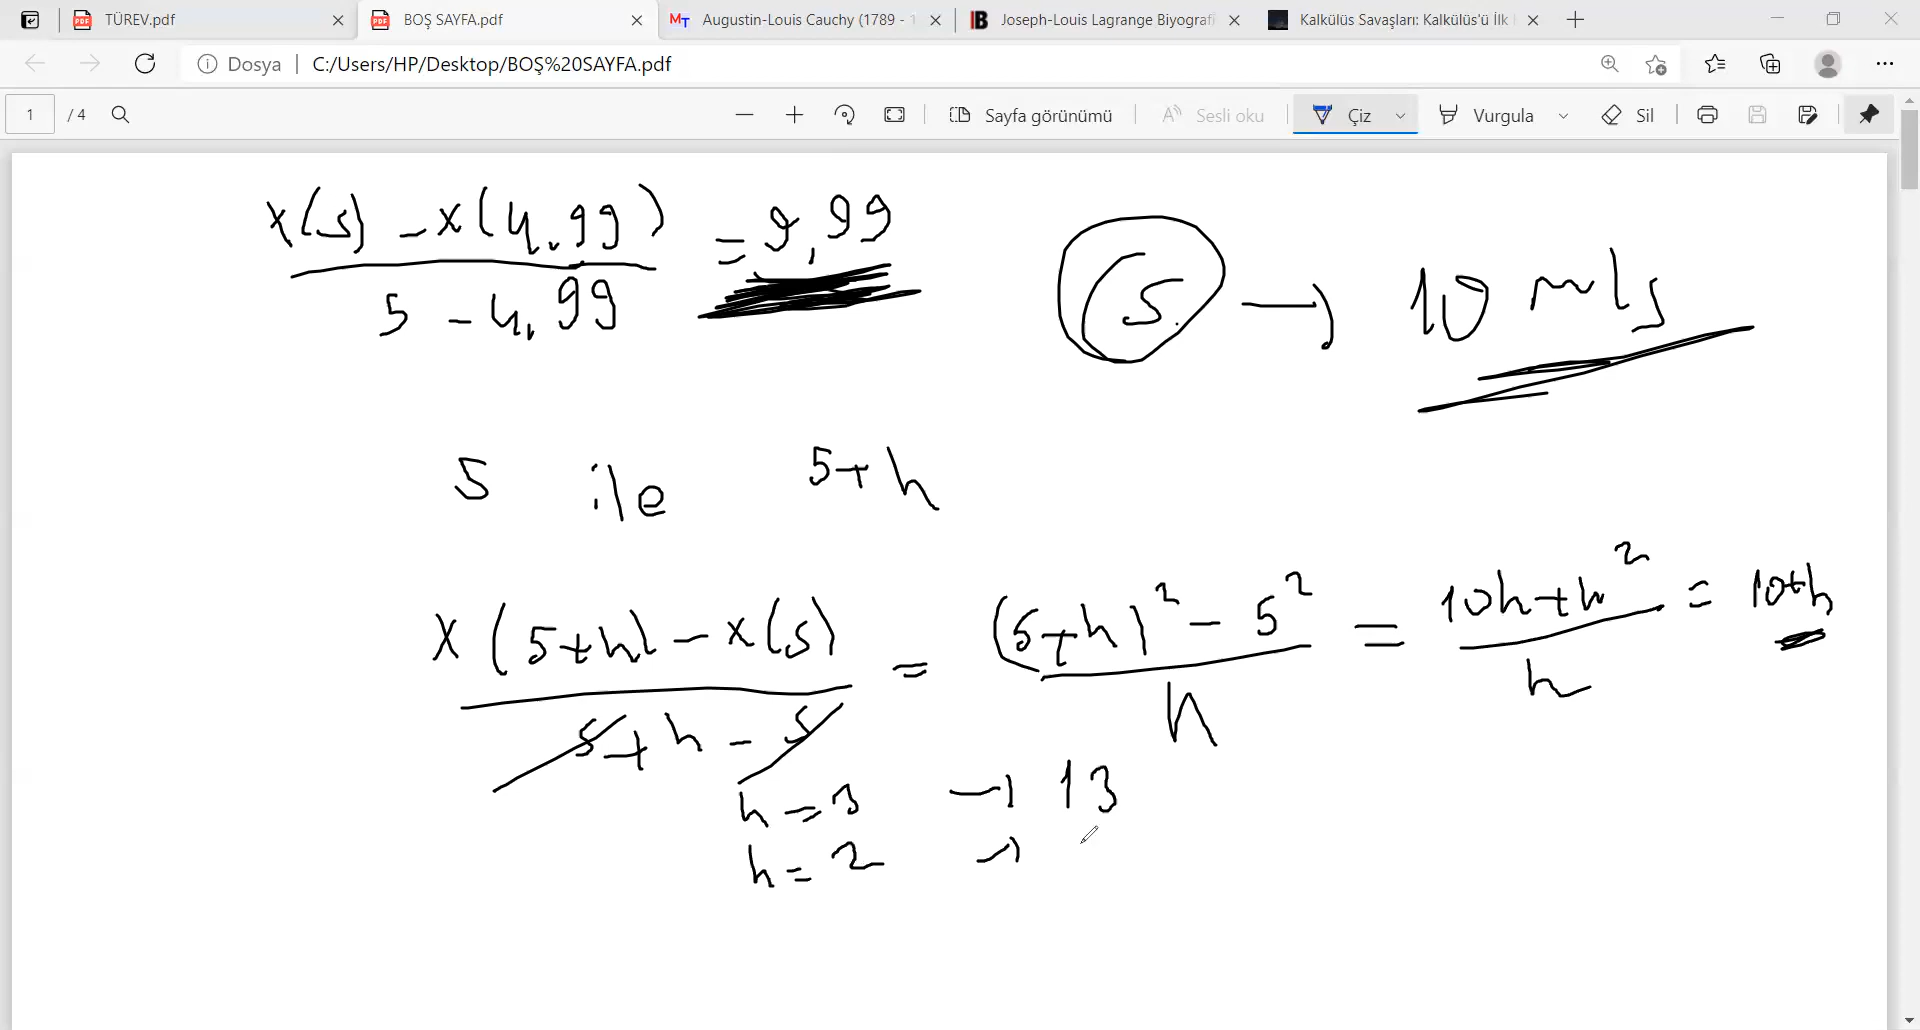 TÜREV.pdf
BOŞ SAYFA.pdf
MT Augustin-Louis Cauchy (1789 - 1
B Joseph-Louis Lagrange Biyografi
Kalkülüs Savaşları: Kalkülüs'ü İlk
Dosya | C:/Users/HP/Desktop/BOŞ%20SAYFA.pdf
1 / 4 Sayfa görünümü Sesli oku Çiz Vurgula Sil
x(5) - x(4,99) / 5 - 4,99 = 9,99
5 → 10 m/s
5 ile 5+h
x(5+h) - x(5) / 5+h - 5 = (5+h)² - 5² / h = 10h+h² / h = 10+h
h = 3 → 13
h = 2 →